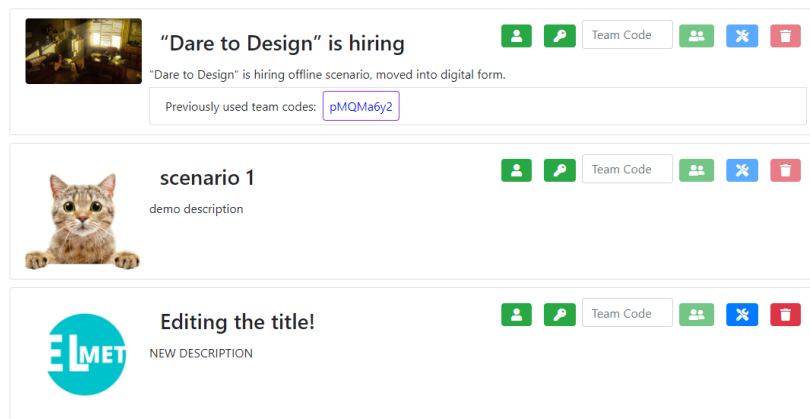 “Dare to Design” is hiring
Team Code
“Dare to Design” is hiring offline scenario, moved into digital form.
Previously used team codes: pMQMa6y2
scenario 1
Team Code
demo description
Editing the title!
Team Code
ELMET
NEW DESCRIPTION